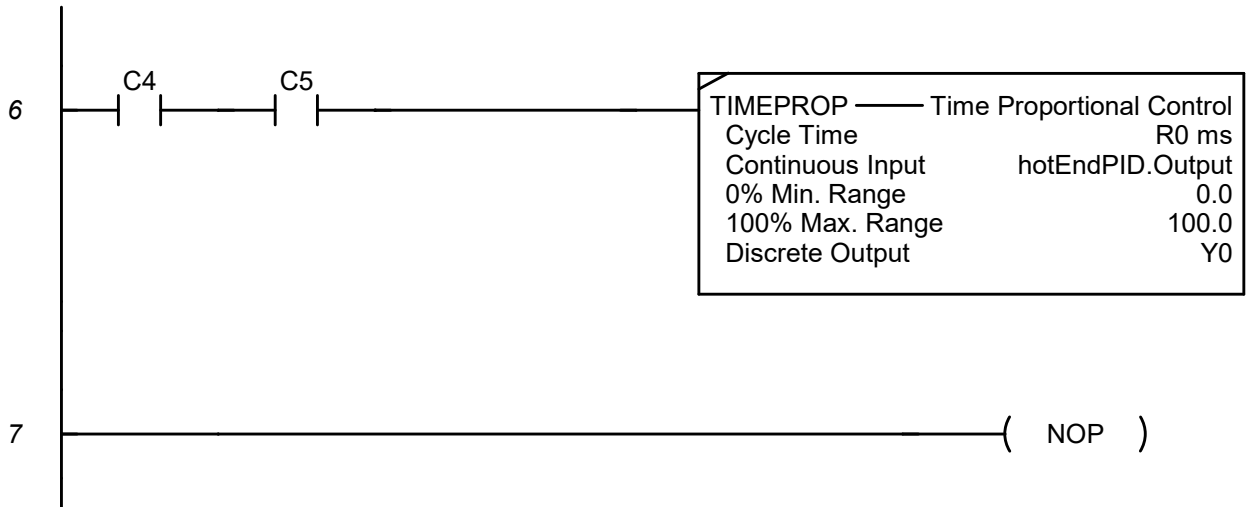 C4 C5
6
TIMEPROP Time Proportional Control
Cycle Time R0 ms
Continuous Input hotEndPID.Output
0% Min. Range 0.0
100% Max. Range 100.0
Discrete Output Y0
7 ( NOP )